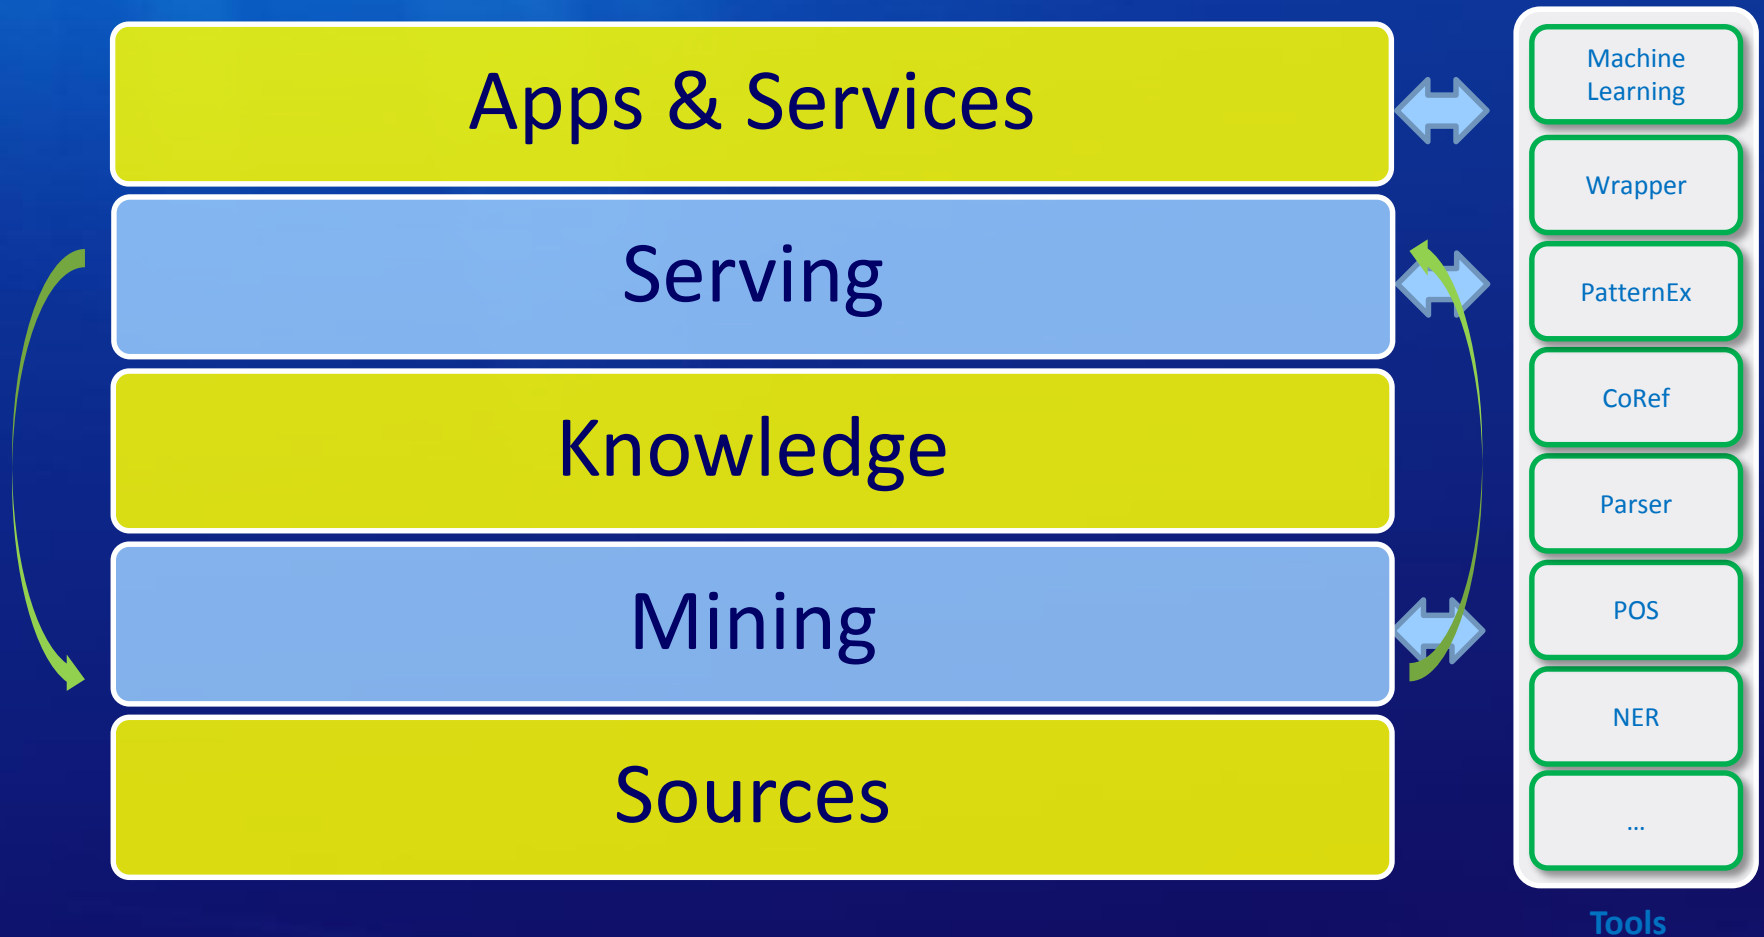 Apps & Services
Serving
Knowledge
Mining
Sources
Machine
Learning
Wrapper
PatternEx
CoRef
Parser
POS
NER
...
Tools